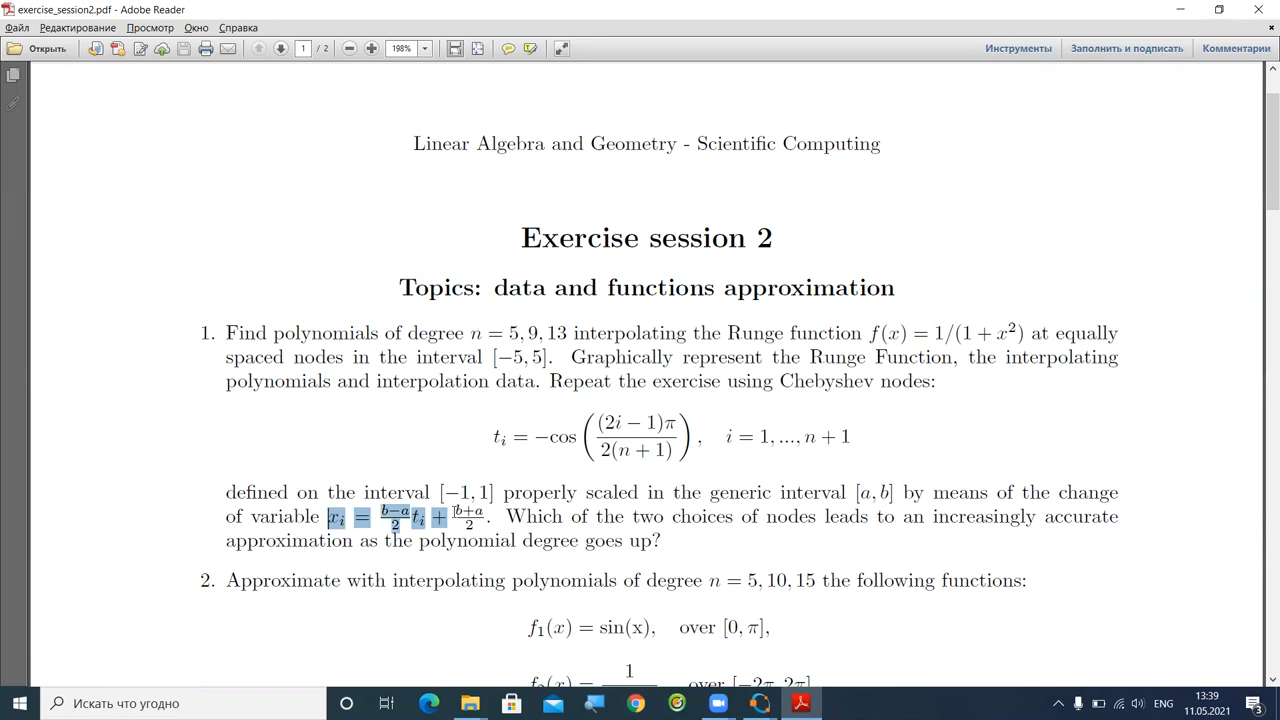 exercise_session2.pdf - Adobe Reader
Файл Редактирование Просмотр Окно Справка
Открыть 1 / 2 198% Инструменты Заполнить и подписать Комментарии
Linear Algebra and Geometry - Scientific Computing
Exercise session 2
Topics: data and functions approximation
1. Find polynomials of degree n = 5, 9, 13 interpolating the Runge function f(x) = 1/(1 + x²) at equally
spaced nodes in the interval [−5, 5]. Graphically represent the Runge Function, the interpolating
polynomials and interpolation data. Repeat the exercise using Chebyshev nodes:
tᵢ = −cos ( (2i − 1)π / 2(n + 1) ), i = 1, ..., n + 1
defined on the interval [−1, 1] properly scaled in the generic interval [a, b] by means of the change
of variable xᵢ = b−a/2 tᵢ + b+a/2. Which of the two choices of nodes leads to an increasingly accurate
approximation as the polynomial degree goes up?
2. Approximate with interpolating polynomials of degree n = 5, 10, 15 the following functions:
f₁(x) = sin(x), over [0, π],
f₂(x) = 1 over [−2π, 2π]
Искать что угодно
ENG
13:39
11.05.2021
3